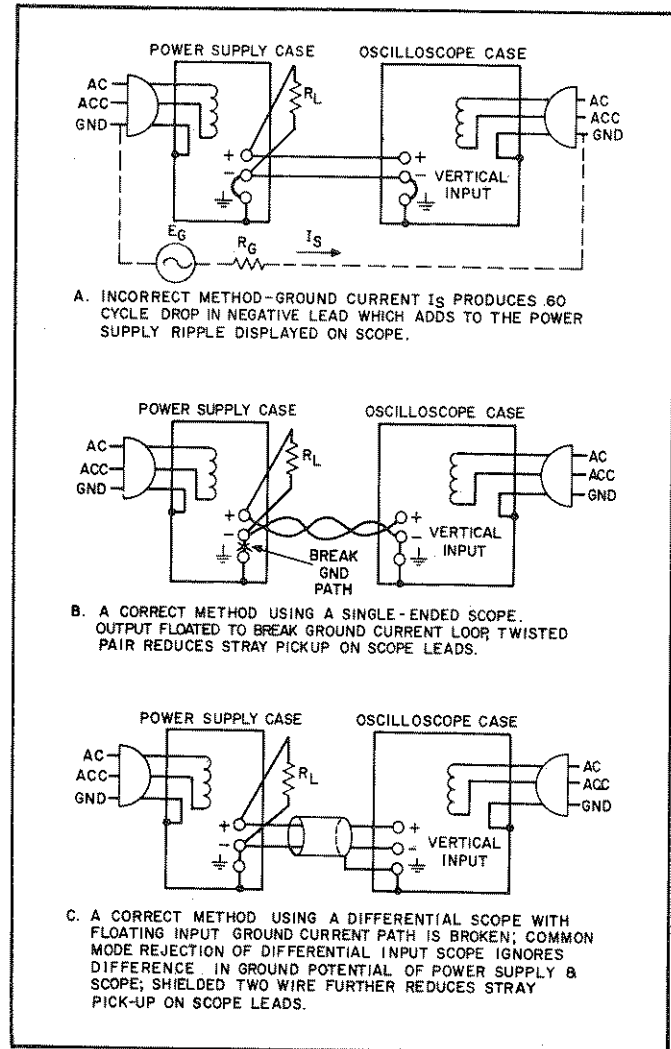 POWER SUPPLY CASE
OSCILLOSCOPE CASE
AC
ACC
GND
RL
+
-
+
-
VERTICAL
INPUT
AC
ACC
GND
EG
RG
IS
A. INCORRECT METHOD-GROUND CURRENT IS PRODUCES 60
CYCLE DROP IN NEGATIVE LEAD WHICH ADDS TO THE POWER
SUPPLY RIPPLE DISPLAYED ON SCOPE.
POWER SUPPLY CASE
OSCILLOSCOPE CASE
AC
ACC
GND
RL
+
-
BREAK
GND
PATH
+
-
VERTICAL
INPUT
AC
ACC
GND
B. A CORRECT METHOD USING A SINGLE-ENDED SCOPE.
OUTPUT FLOATED TO BREAK GROUND CURRENT LOOP, TWISTED
PAIR REDUCES STRAY PICKUP ON SCOPE LEADS.
POWER SUPPLY CASE
OSCILLOSCOPE CASE
AC
ACC
GND
RL
+
-
+
-
VERTICAL
INPUT
AC
ACC
GND
C. A CORRECT METHOD USING A DIFFERENTIAL SCOPE WITH
FLOATING INPUT GROUND CURRENT PATH IS BROKEN; COMMON
MODE REJECTION OF DIFFERENTIAL INPUT SCOPE IGNORES
DIFFERENCE IN GROUND POTENTIAL OF POWER SUPPLY &
SCOPE; SHIELDED TWO WIRE FURTHER REDUCES STRAY
PICK-UP ON SCOPE LEADS.